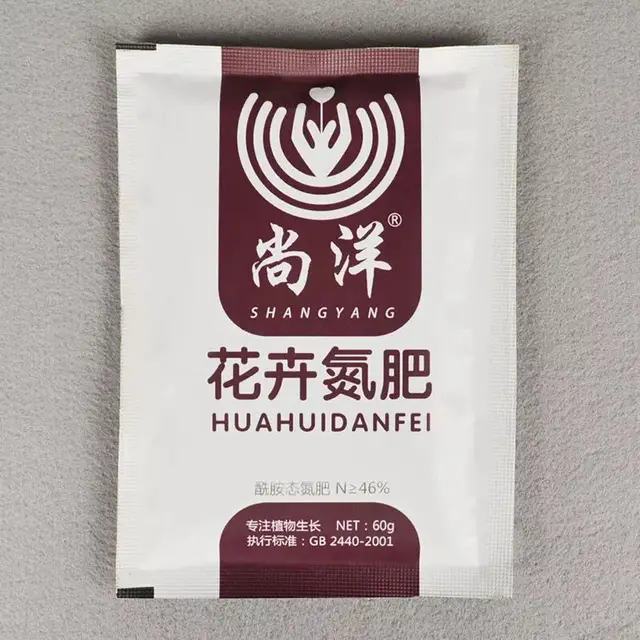 尚洋®
SHANGYANG
花卉氮肥
HUAHUIDANFEI
酰胺态氮肥 N≥46%
专注植物生长 NET：60g
执行标准：GB 2440-2001